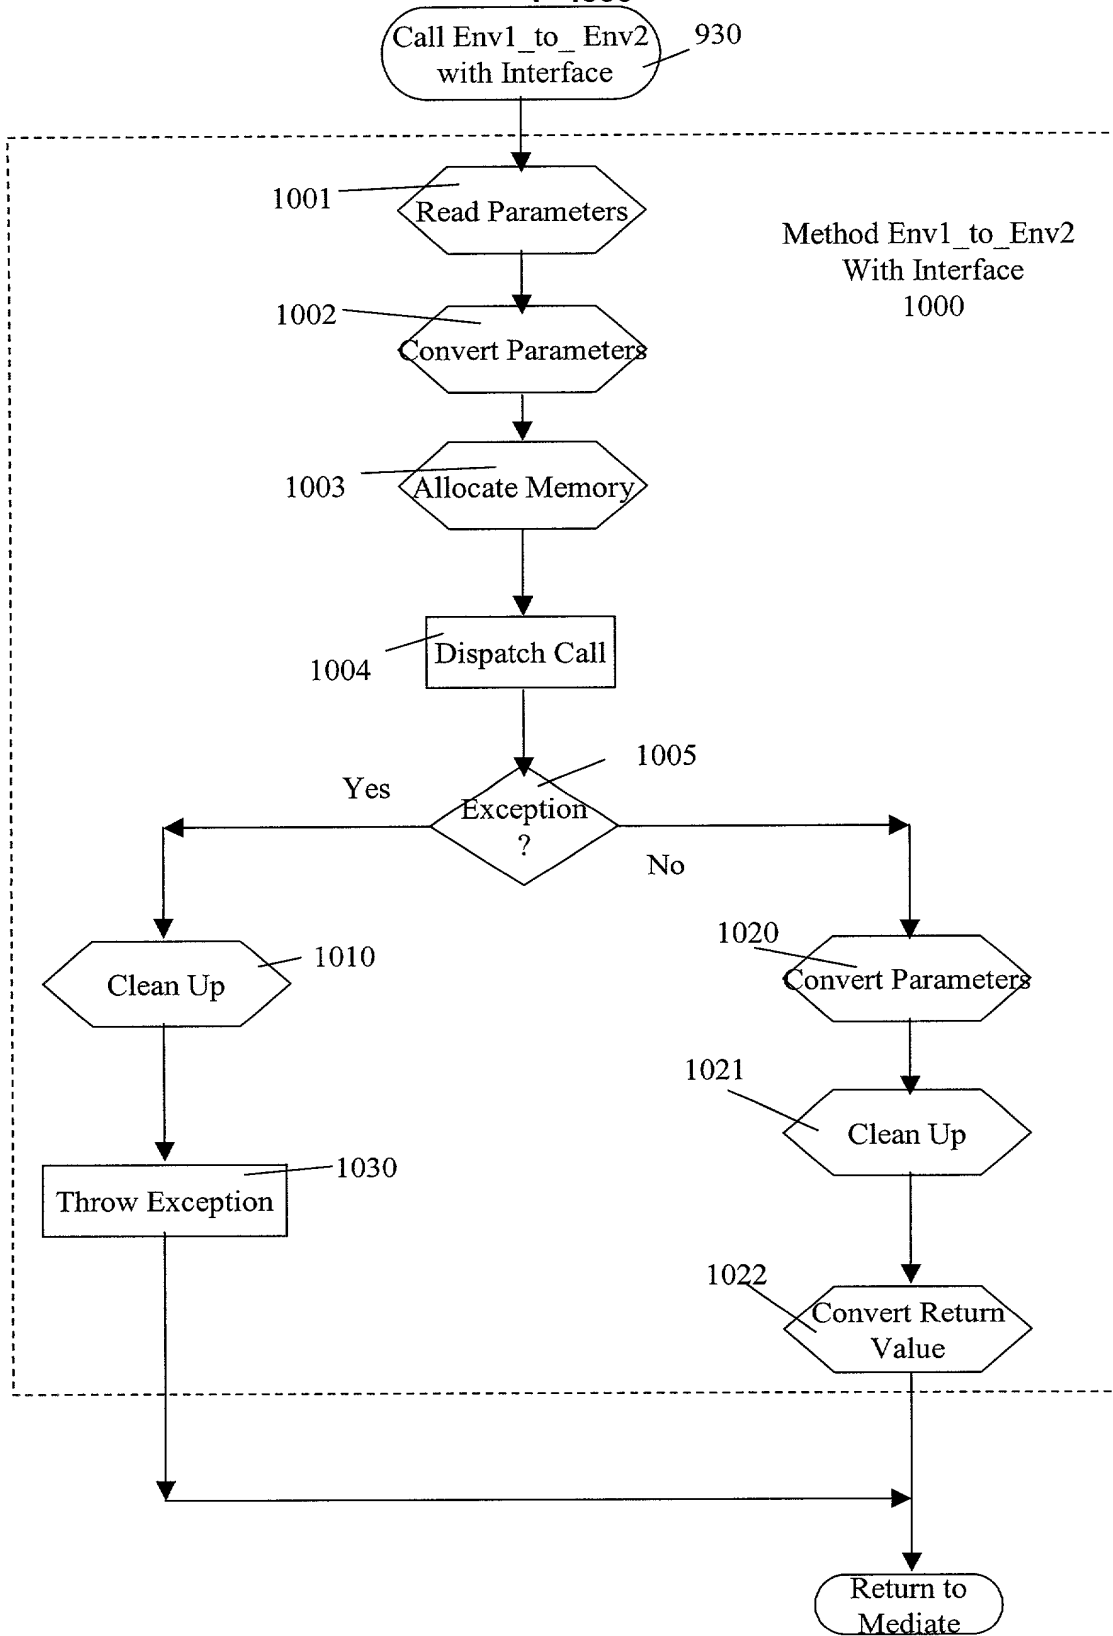 Call Env1_to_ Env2
with Interface
930
1001
Read Parameters
Method Env1_to_Env2
With Interface
1000
1002
Convert Parameters
1003
Allocate Memory
1004
Dispatch Call
1005
Yes
Exception
?
No
1010
Clean Up
1020
Convert Parameters
1021
Clean Up
1030
Throw Exception
1022
Convert Return
Value
Return to
Mediate